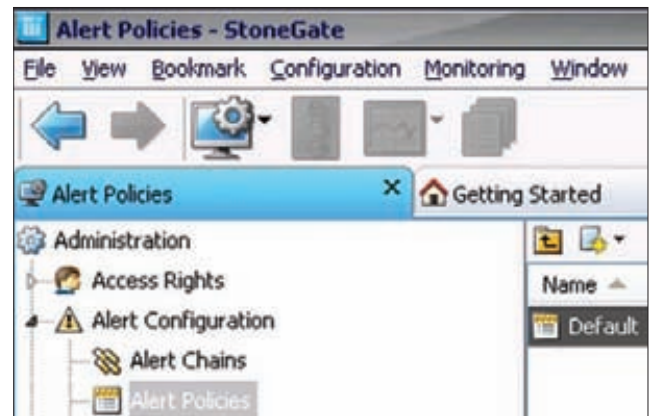 Alert Policies - StoneGate
File View Bookmark Configuration Monitoring Window
Alert Policies × Getting Started
Administration
Access Rights
Name
Alert Configuration
Default
Alert Chains
Alert Policies